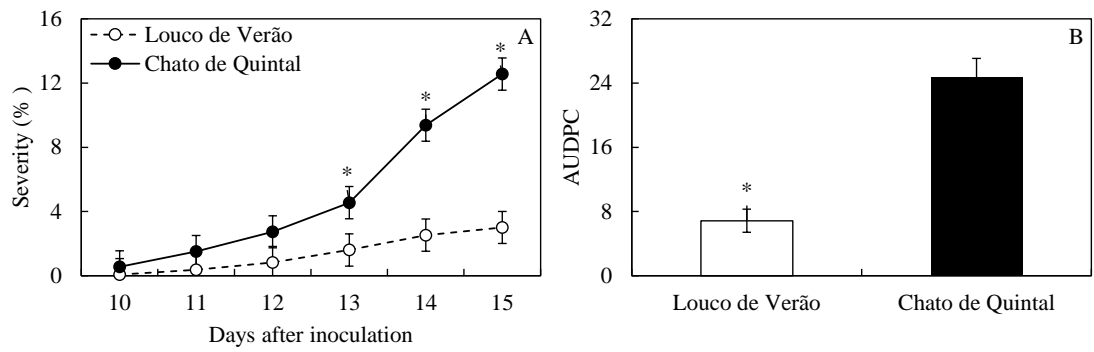 A
Louco de Verão
Chato de Quintal
Severity (% )
16
12
8
4
0
*
*
*
10 11 12 13 14 15
Days after inoculation
B
AUDPC
32
24
16
8
0
*
Louco de Verão Chato de Quintal